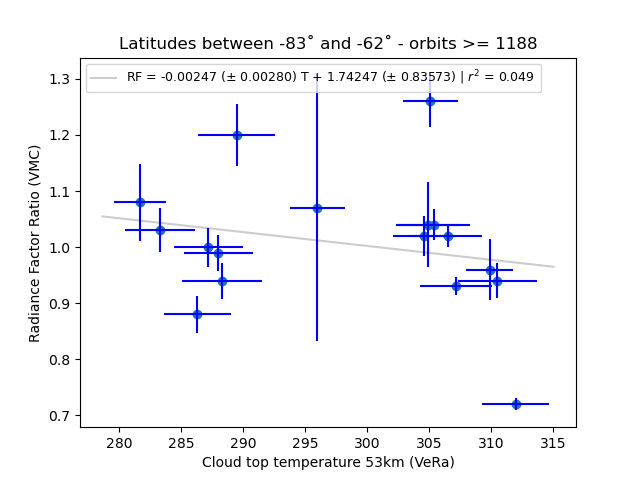 Latitudes between -83˚ and -62˚ - orbits >= 1188
RF = -0.00247 (± 0.00280) T + 1.74247 (± 0.83573) | r² = 0.049
Radiance Factor Ratio (VMC)
1.3
1.2
1.1
1.0
0.9
0.8
0.7
280 285 290 295 300 305 310 315
Cloud top temperature 53km (VeRa)